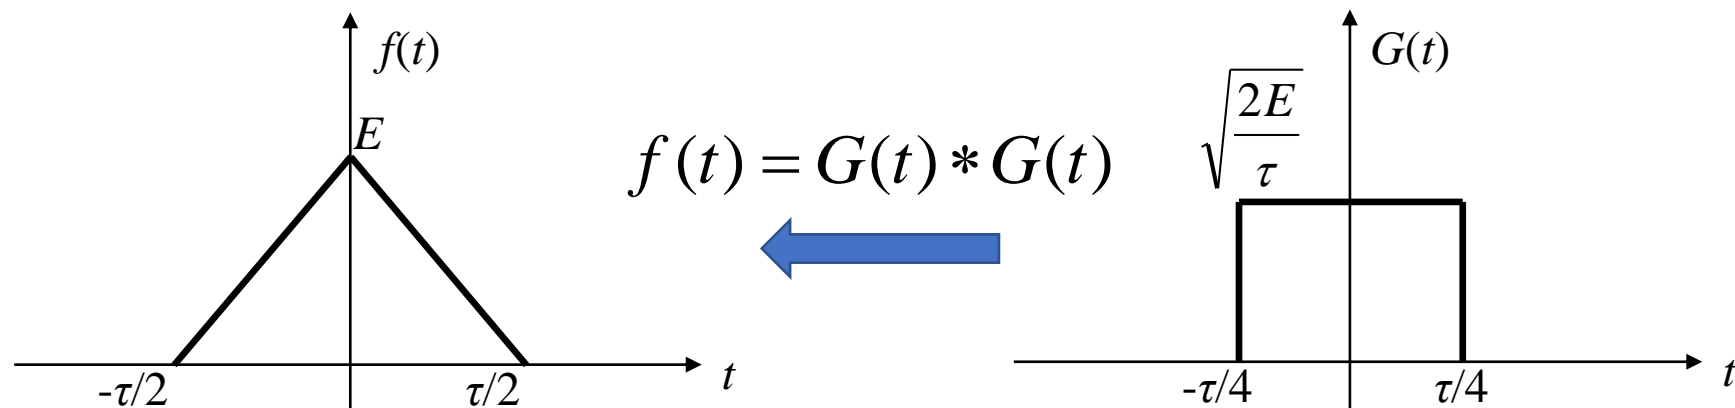 f(t)
E
-τ/2
τ/2
t
f(t) = G(t) * G(t)
G(t)
√(2E/τ)
-τ/4
τ/4
t